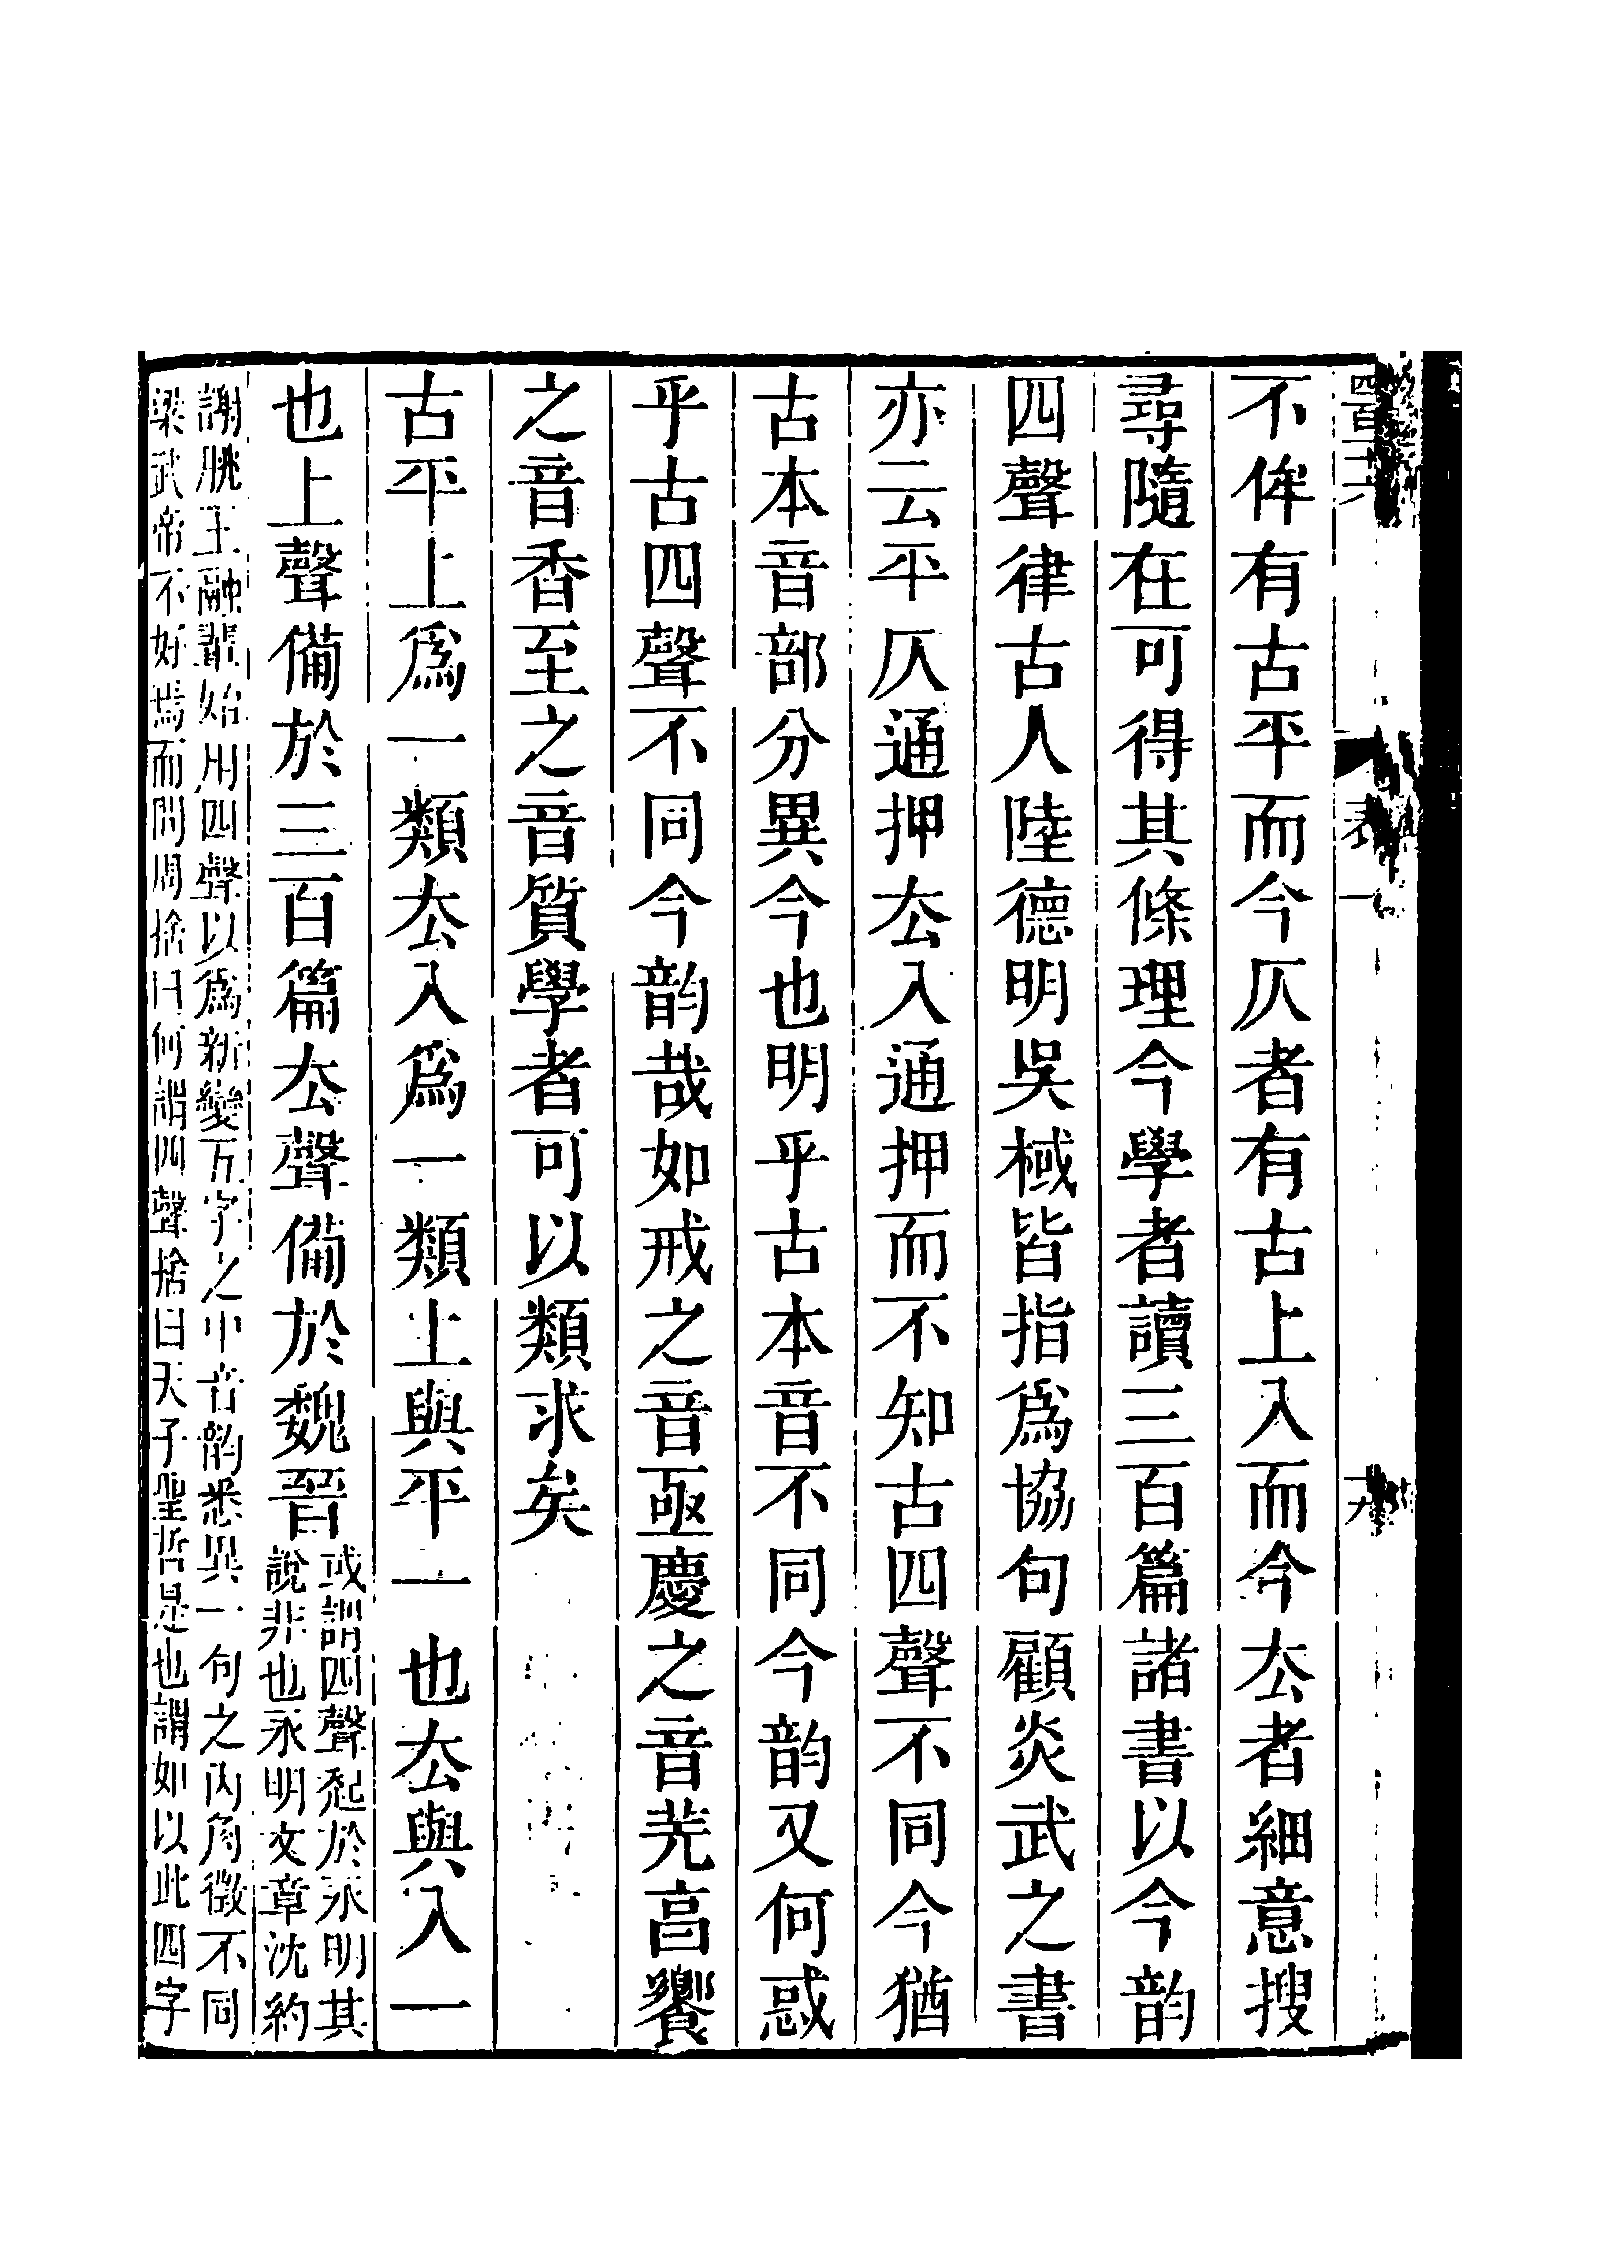 不侔有古平而今仄者有古上入而今厺者細意搜
尋隨在可得其條理今學者讀三百篇諸書以今韵
四聲律古人陸德明吳棫皆指爲協句顧炎武之書
亦云平仄通押厺入通押而不知古四聲不同今猶
古本音部分異今也明乎古本音不同今韵又何惑
乎古四聲不同今韵哉如戒之音亟慶之音羌亯饗
之音香至之音質學者可以類求矣
古平上爲一類厺入爲一類上與平一也厺與入一
也上聲備於三百篇厺聲備於魏晉
或謂四聲起於永明其
說非也永明文章沈約
謝朓王融輩始用四聲以爲新變五字之中音韵悉異一句之內角徵不同
梁武帝不好焉而問周捨曰何謂四聲捨曰天子聖哲是也謂如以此四字
表一